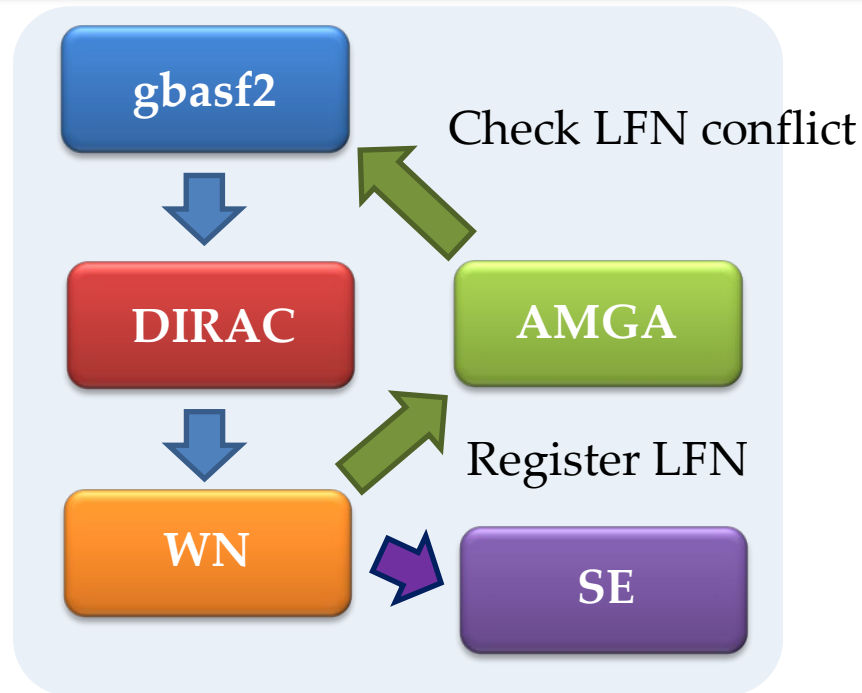 gbasf2
Check LFN conflict
DIRAC
AMGA
Register LFN
WN
SE